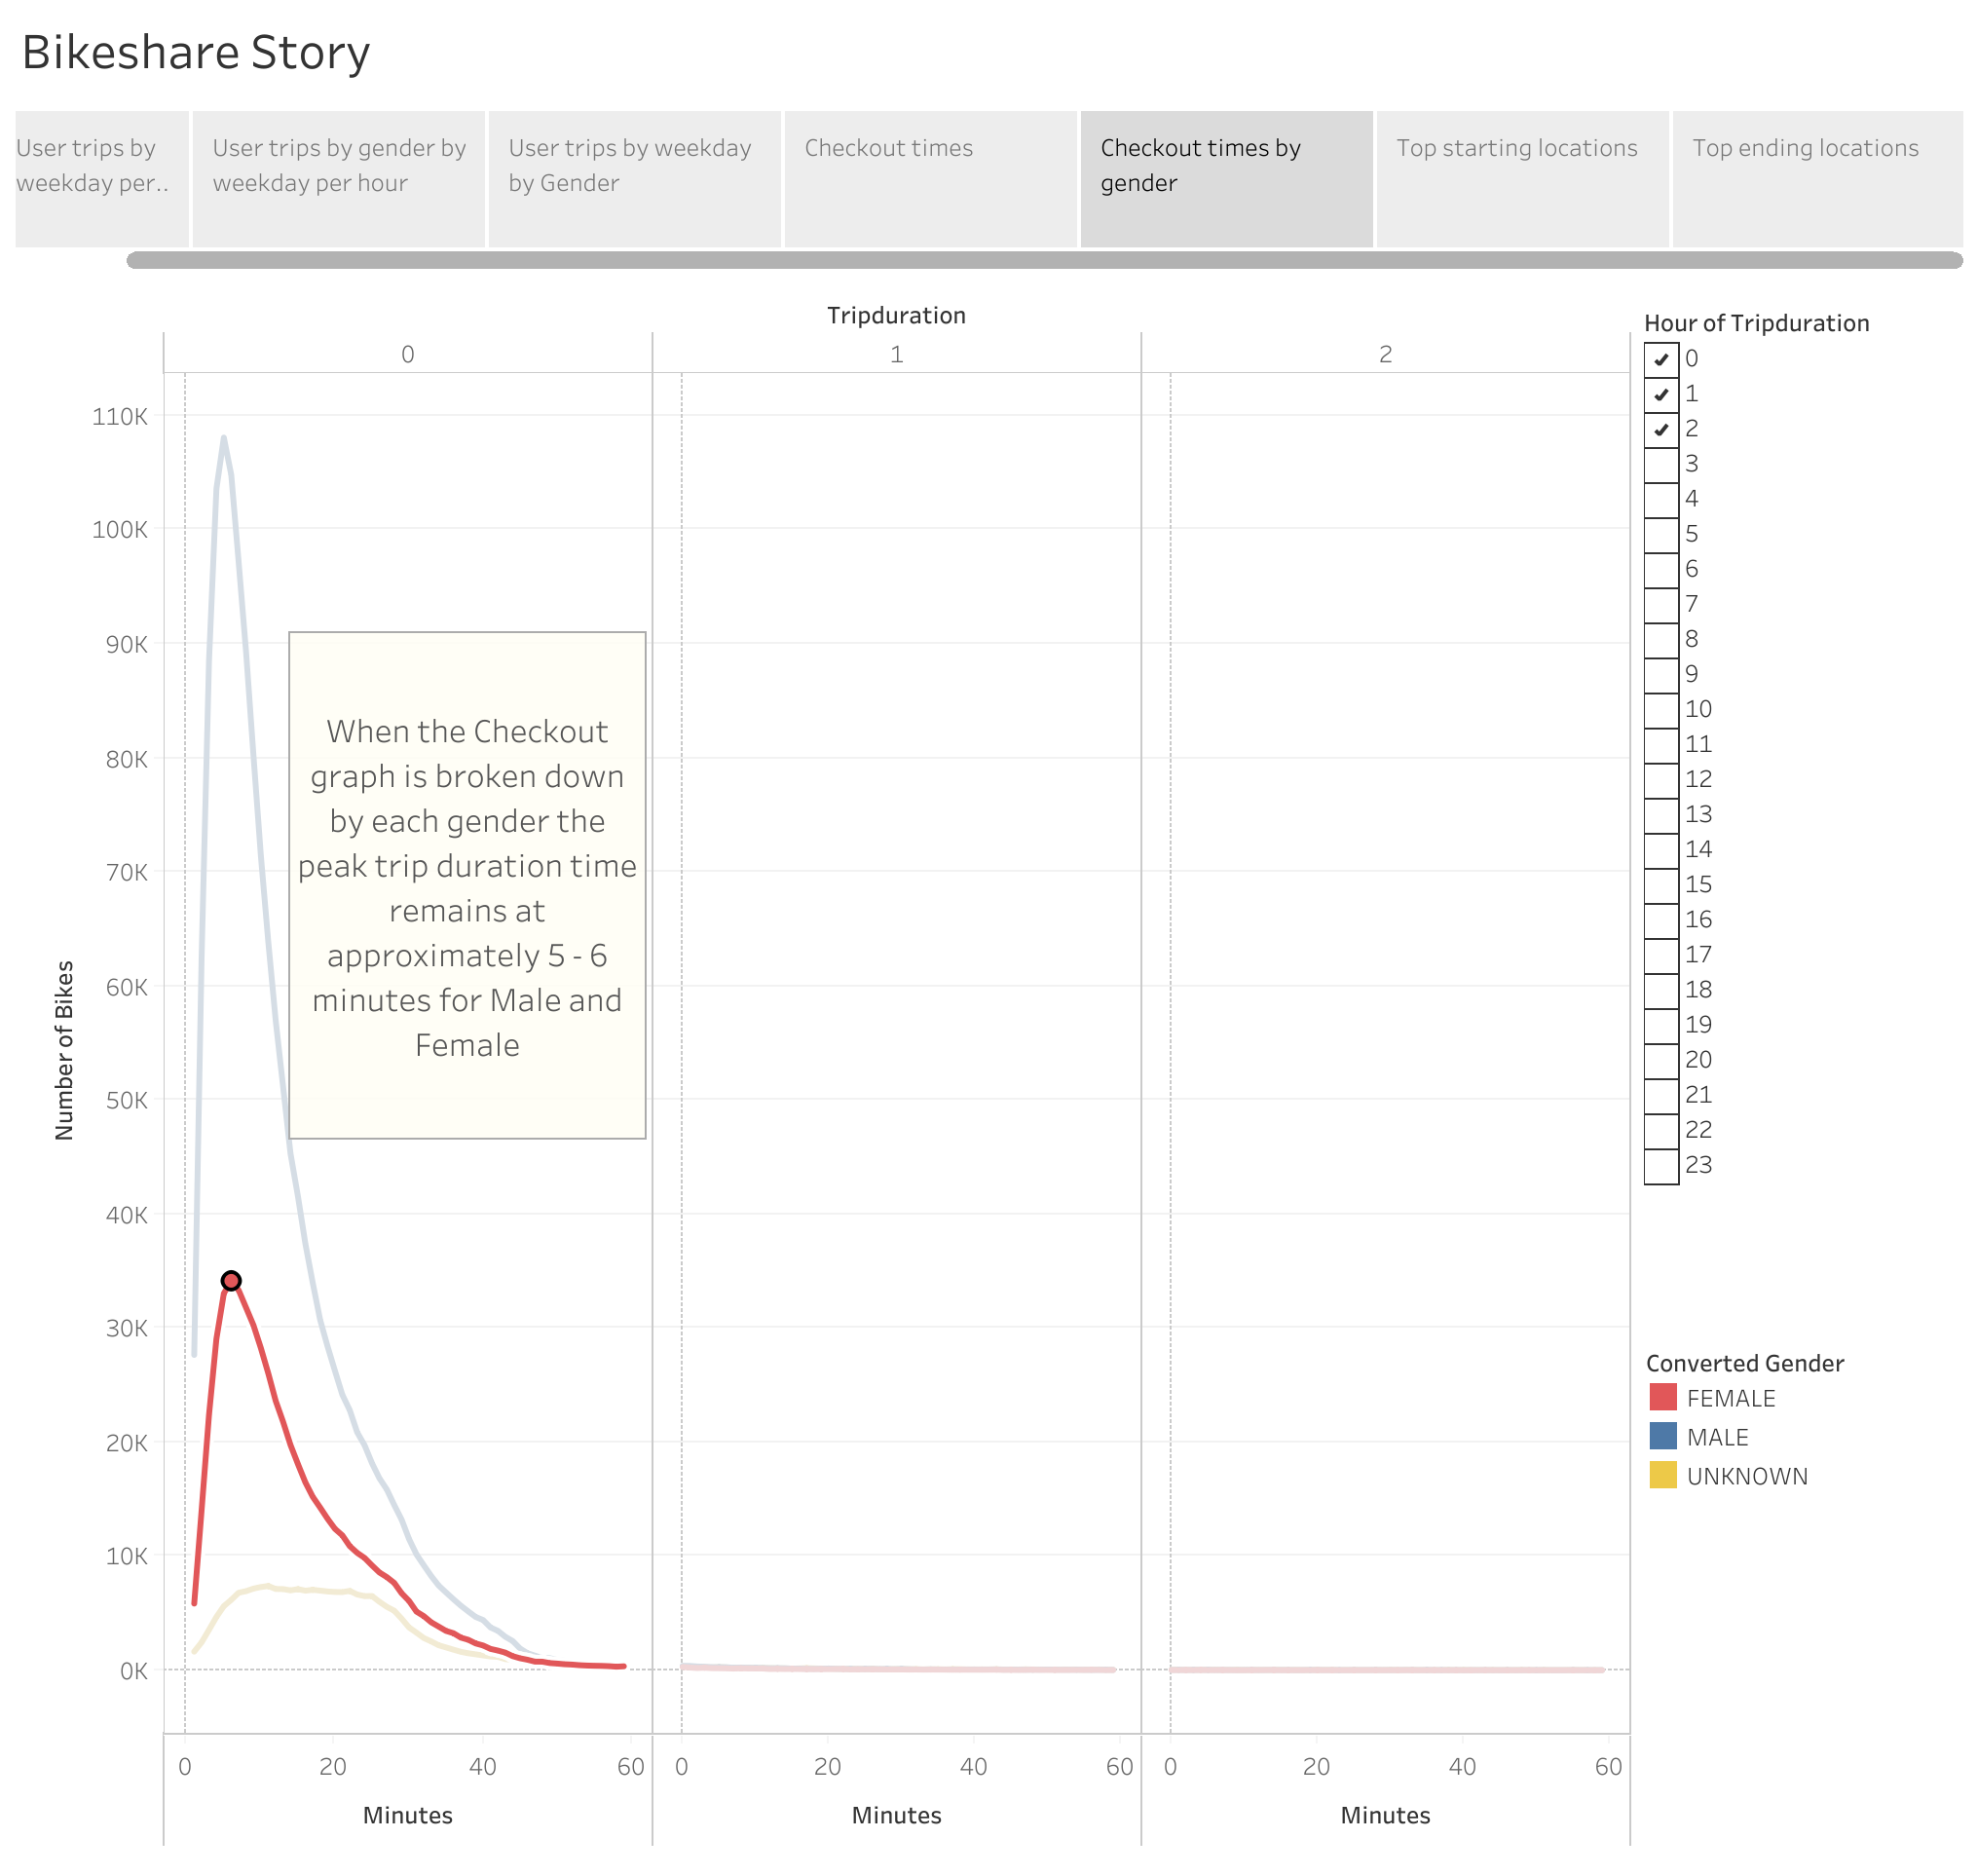 Bikeshare Story
User trips by
weekday per..
User trips by gender by
weekday per hour
User trips by weekday
by Gender
Checkout times
Checkout times by
gender
Top starting locations
Top ending locations
Tripduration
0
1
2
Number of Bikes
110K
100K
90K
80K
70K
60K
50K
40K
30K
20K
10K
0K
When the Checkout
graph is broken down
by each gender the
peak trip duration time
remains at
approximately 5 - 6
minutes for Male and
Female
0 20 40 60
0 20 40 60
0 20 40 60
Minutes
Minutes
Minutes
Hour of Tripduration
0
1
2
3
4
5
6
7
8
9
10
11
12
13
14
15
16
17
18
19
20
21
22
23
Converted Gender
FEMALE
MALE
UNKNOWN